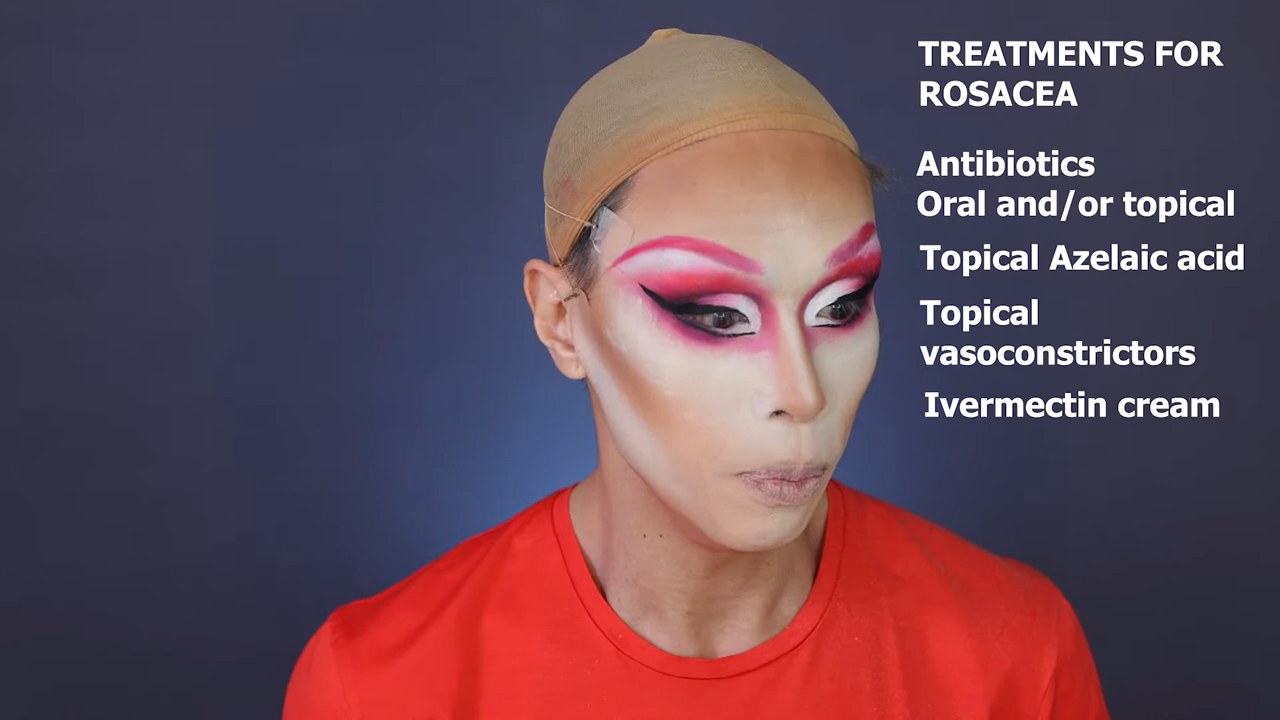 TREATMENTS FOR
ROSACEA
Antibiotics
Oral and/or topical
Topical Azelaic acid
Topical
vasoconstrictors
Ivermectin cream